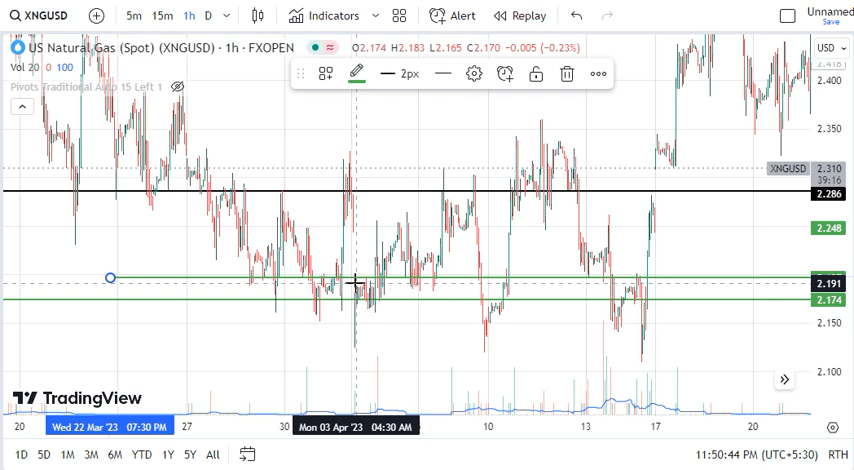 XNGUSD 5m 15m 1h D Indicators Alert Replay Unnamed
Save
US Natural Gas (Spot) (XNGUSD) · 1h · FXOPEN O2.174 H2.183 L2.165 C2.170 -0.005 (-0.23%) USD
Vol 20 0 100 2.418
2px
Pivots Traditional Auto 15 Left 1 2.400
2.350
XNGUSD 2.310
39:16
2.286
2.248
2.191
2.174
2.150
2.100
TradingView
20 Wed 22 Mar '23 07:30 PM 27 30 Mon 03 Apr '23 04:30 AM 10 13 17 20
1D 5D 1M 3M 6M YTD 1Y 5Y All 11:50:44 PM (UTC+5:30) RTH